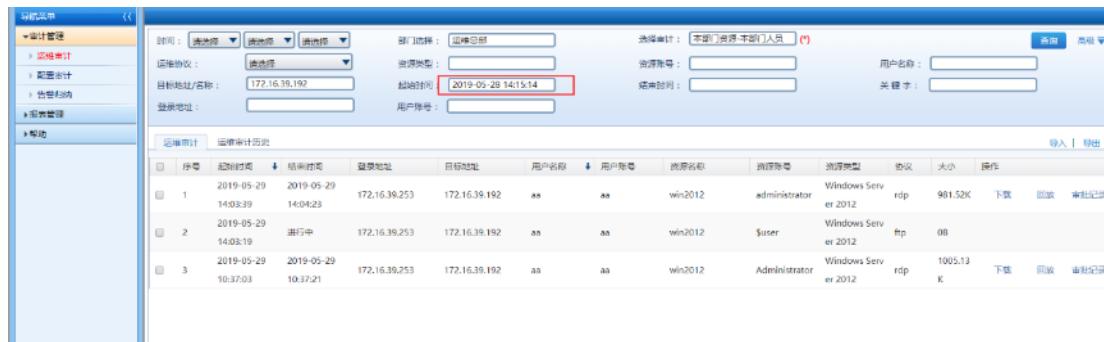 导航菜单
审计管理
运维审计
配置审计
告警归纳
报表管理
帮助
时间： 请选择 请选择 请选择 部门选择： 运维总部 选择审计： 本部门资源-本部门人员 (*) 查询 高级
运维协议： 请选择 资源类型： 资源账号： 用户名称：
目标地址/名称： 172.16.39.192 起始时间： 2019-05-28 14:15:14 结束时间： 关键字：
登录地址： 用户账号：
运维审计 运维审计历史 导入 | 导出
序号 起始时间 结束时间 登录地址 目标地址 用户名称 用户账号 资源名称 资源账号 资源类型 协议 大小 操作
1 2019-05-29 14:03:39 2019-05-29 14:04:23 172.16.39.253 172.16.39.192 aa aa win2012 administrator Windows Server 2012 rdp 981.52K 下载 回放 审批记录
2 2019-05-29 14:03:19 进行中 172.16.39.253 172.16.39.192 aa aa win2012 $user Windows Server 2012 ftp 0B
3 2019-05-29 10:37:03 2019-05-29 10:37:21 172.16.39.253 172.16.39.192 aa aa win2012 Administrator Windows Server 2012 rdp 1005.13K 下载 回放 审批记录